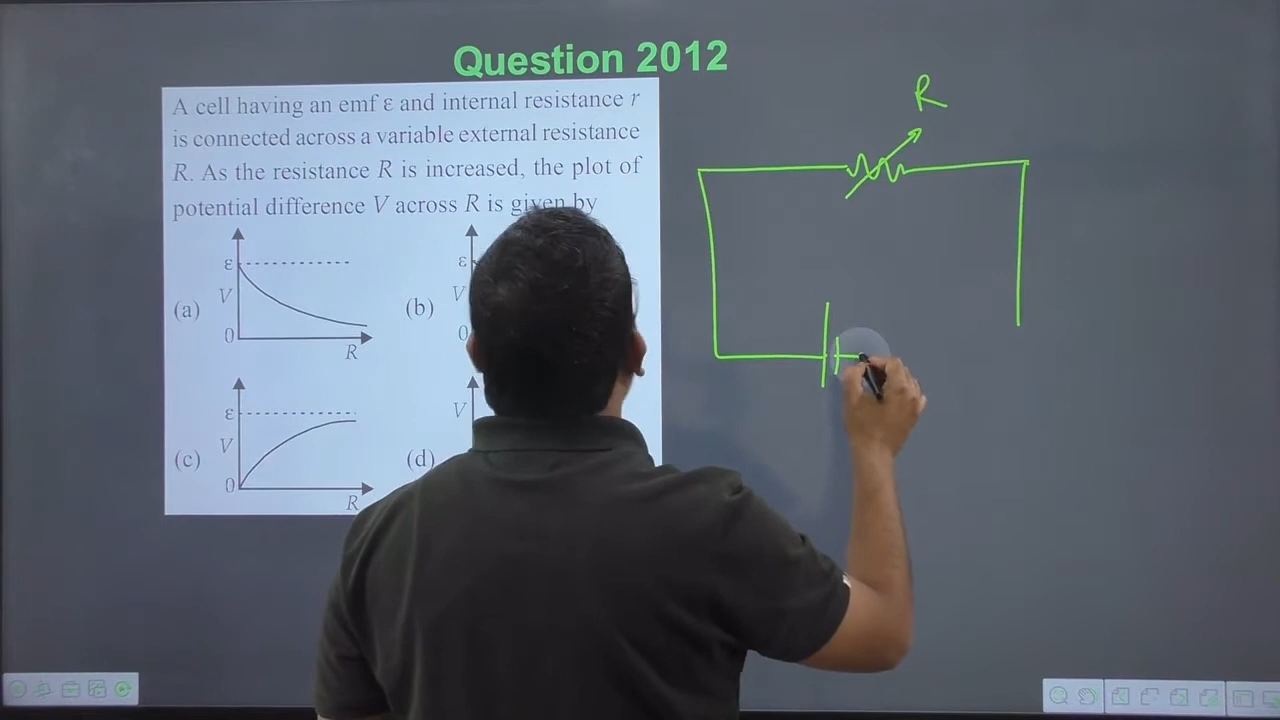 Question 2012
R
A cell having an emf ε and internal resistance r
is connected across a variable external resistance
R. As the resistance R is increased, the plot of
potential difference V across R is given by
(a) ε V 0 R
(b) ε V 0
(c) ε V 0 R
(d) V